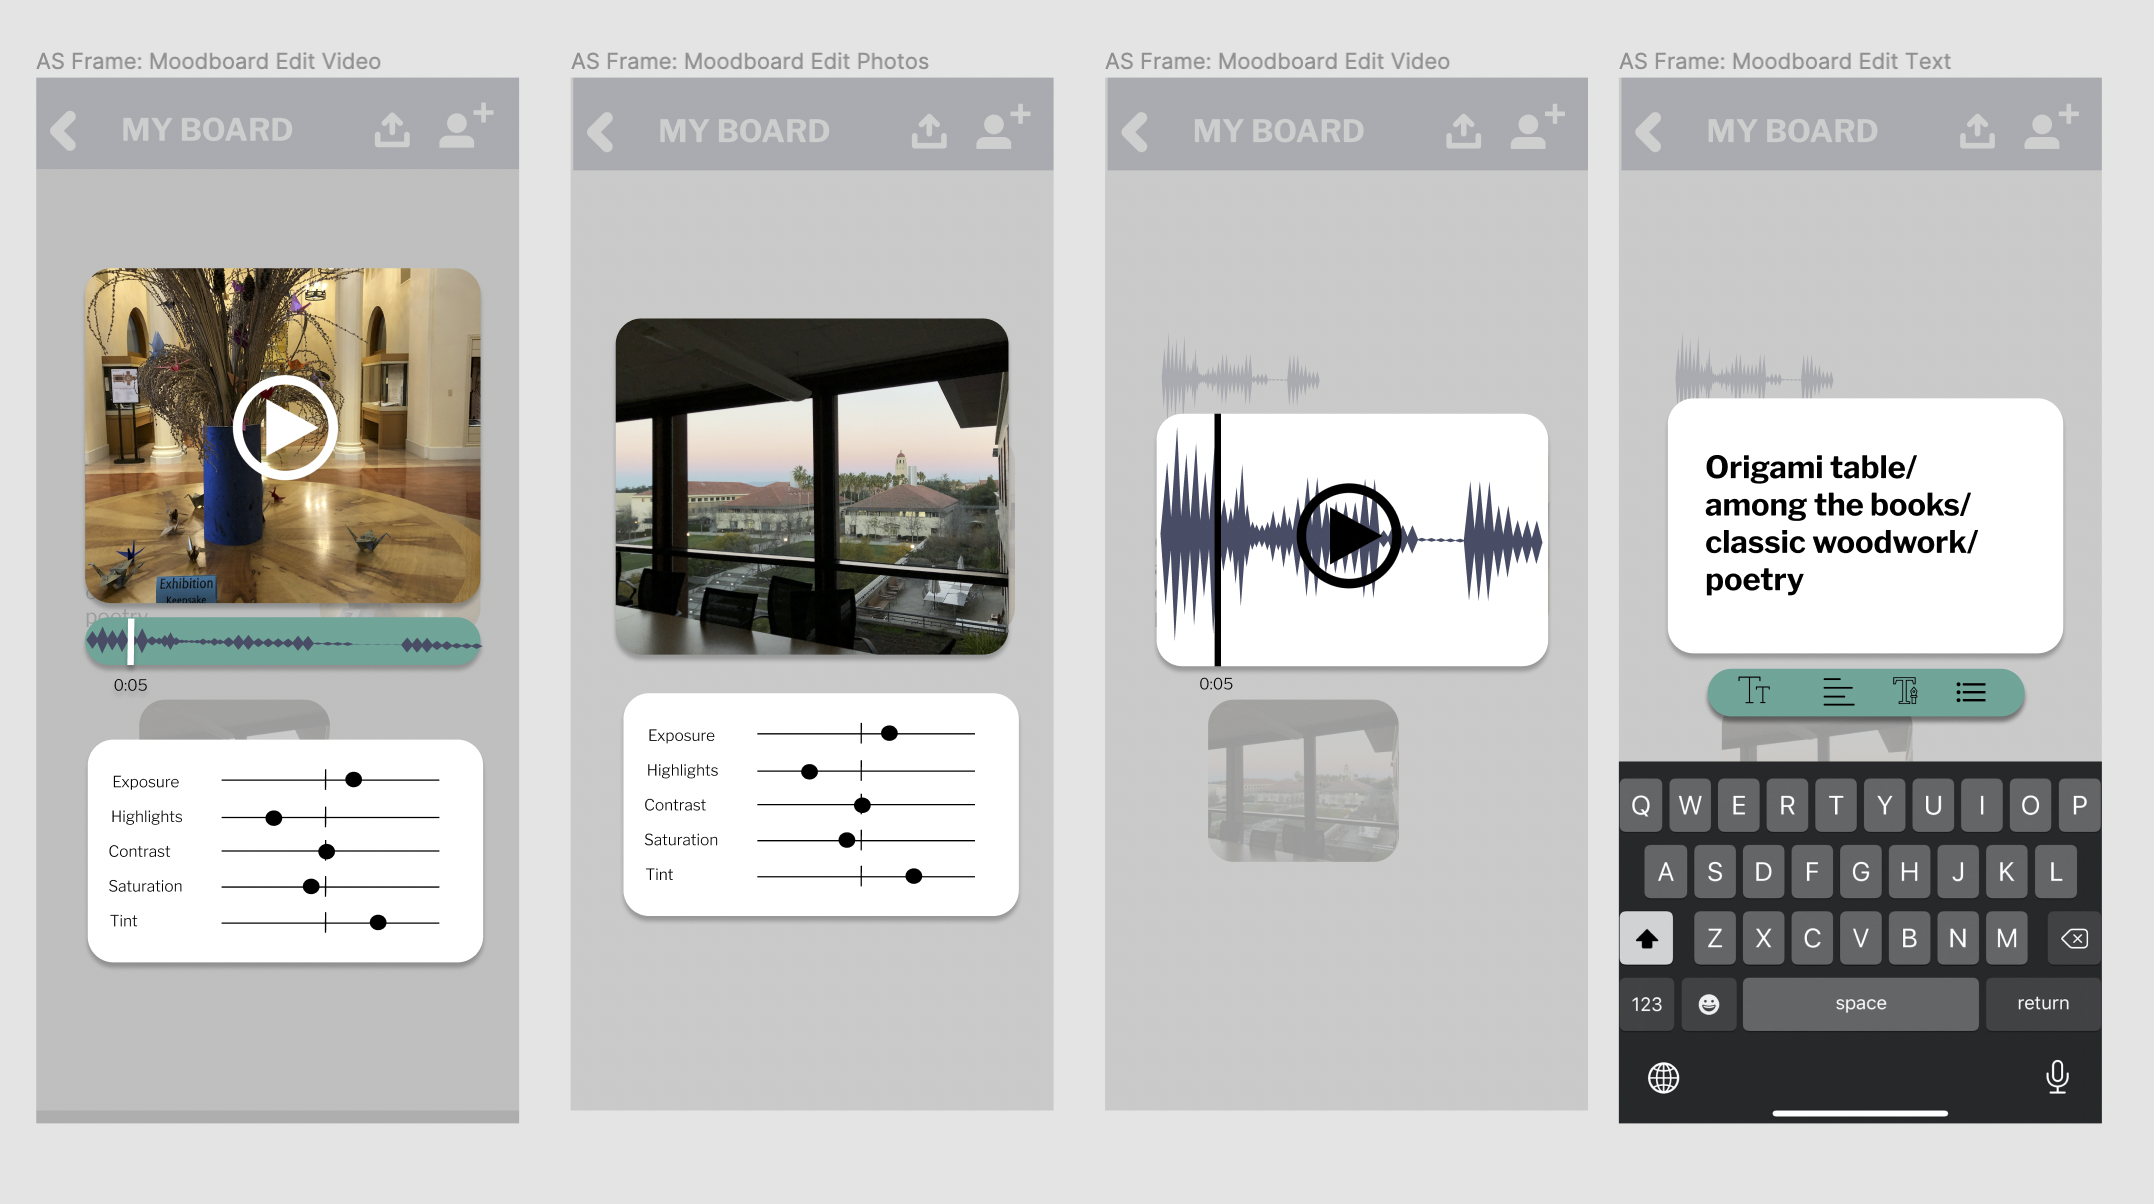 AS Frame: Moodboard Edit Video
MY BOARD
Exhibition
Keepsake
poetry
0:05
Exposure
Highlights
Contrast
Saturation
Tint
AS Frame: Moodboard Edit Photos
MY BOARD
Exposure
Highlights
Contrast
Saturation
Tint
AS Frame: Moodboard Edit Video
MY BOARD
0:05
AS Frame: Moodboard Edit Text
MY BOARD
Origami table/
among the books/
classic woodwork/
poetry
Q W E R T Y U I O P
A S D F G H J K L
Z X C V B N M
123 space return